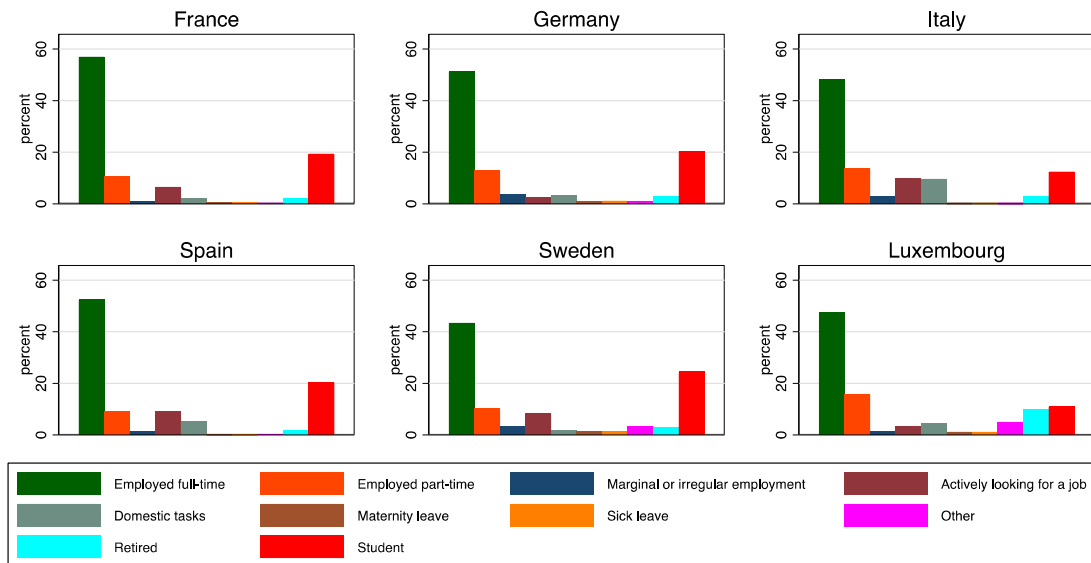 France
Germany
Italy
percent
0
20
40
60
percent
0
20
40
60
percent
0
20
40
60
Spain
Sweden
Luxembourg
percent
0
20
40
60
percent
0
20
40
60
percent
0
20
40
60
Employed full-time
Employed part-time
Marginal or irregular employment
Actively looking for a job
Domestic tasks
Maternity leave
Sick leave
Other
Retired
Student